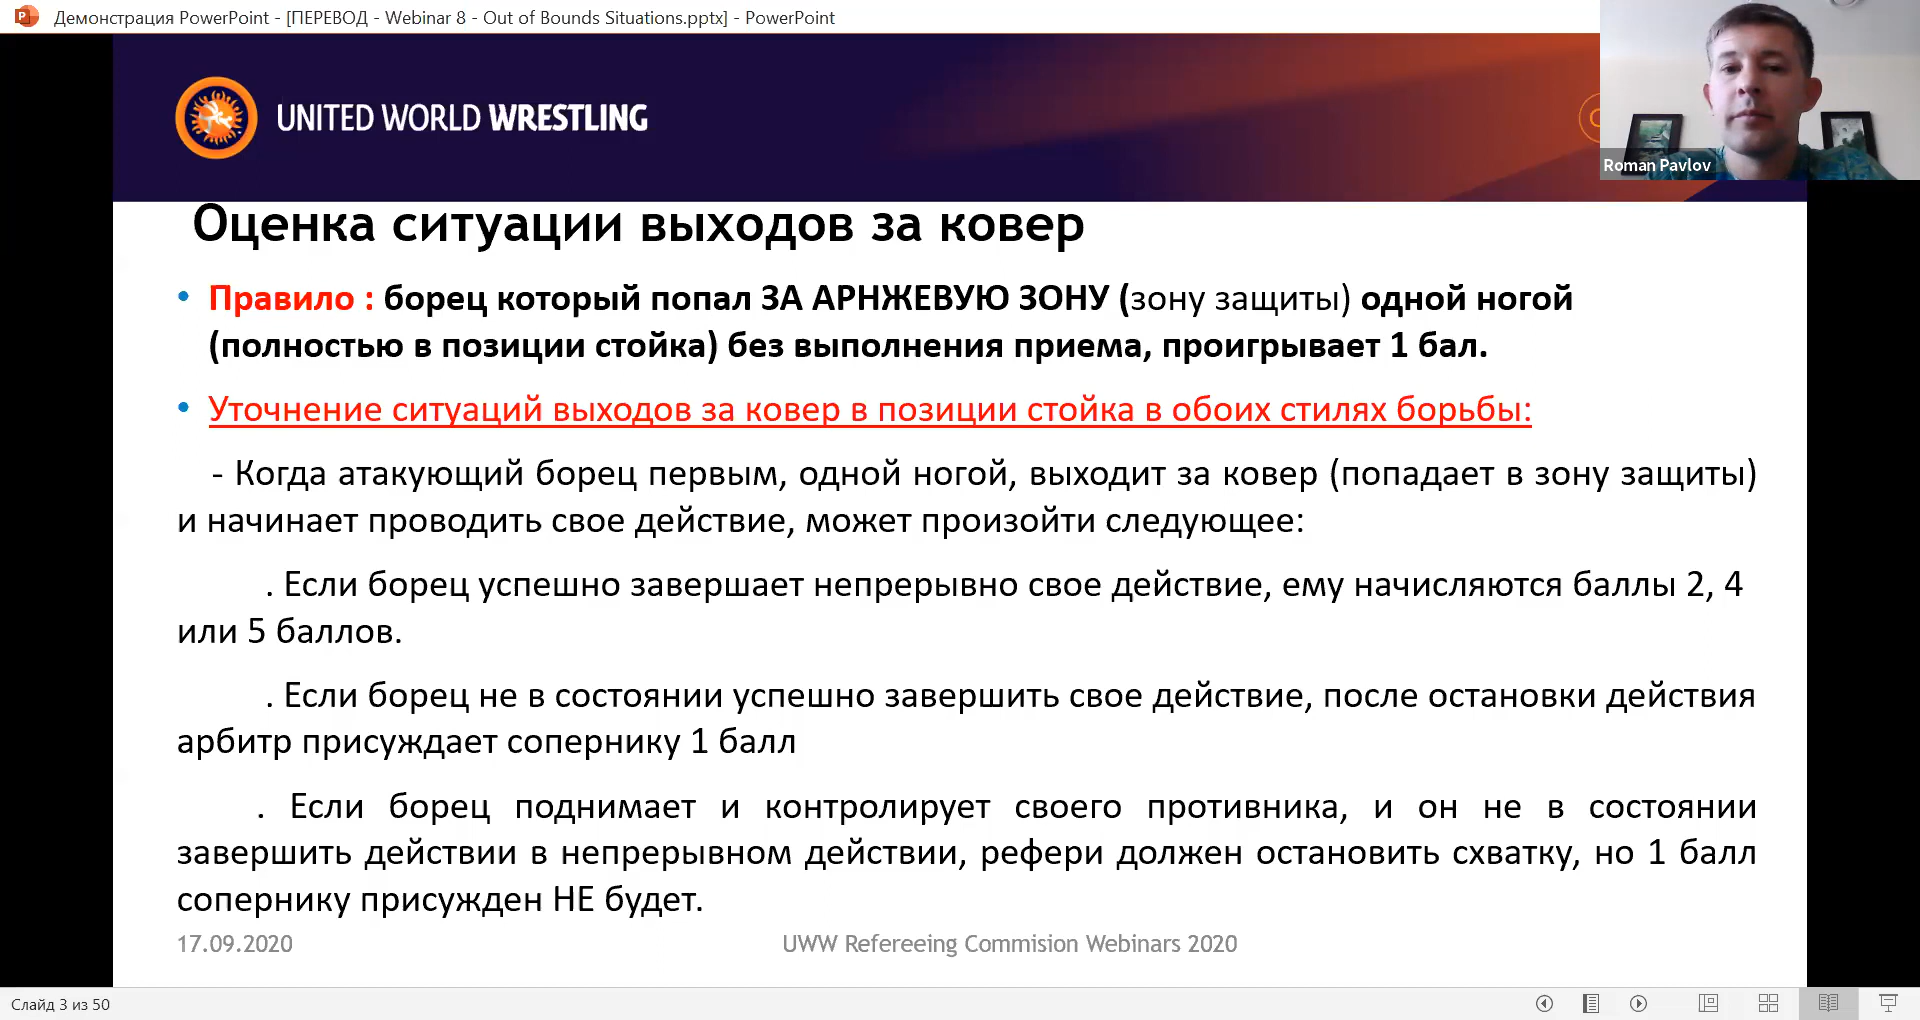 Демонстрация PowerPoint - [ПЕРЕВОД - Webinar 8 - Out of Bounds Situations.pptx] - PowerPoint
UNITED WORLD WRESTLING
Roman Pavlov
Оценка ситуации выходов за ковер
• Правило : борец который попал ЗА АРНЖЕВУЮ ЗОНУ (зону защиты) одной ногой
(полностью в позиции стойка) без выполнения приема, проигрывает 1 бал.
• Уточнение ситуаций выходов за ковер в позиции стойка в обоих стилях борьбы:
- Когда атакующий борец первым, одной ногой, выходит за ковер (попадает в зону защиты)
и начинает проводить свое действие, может произойти следующее:
. Если борец успешно завершает непрерывно свое действие, ему начисляются баллы 2, 4
или 5 баллов.
. Если борец не в состоянии успешно завершить свое действие, после остановки действия
арбитр присуждает сопернику 1 балл
. Если борец поднимает и контролирует своего противника, и он не в состоянии
завершить действии в непрерывном действии, рефери должен остановить схватку, но 1 балл
сопернику присужден НЕ будет.
17.09.2020
UWW Refereeing Commision Webinars 2020
Слайд 3 из 50